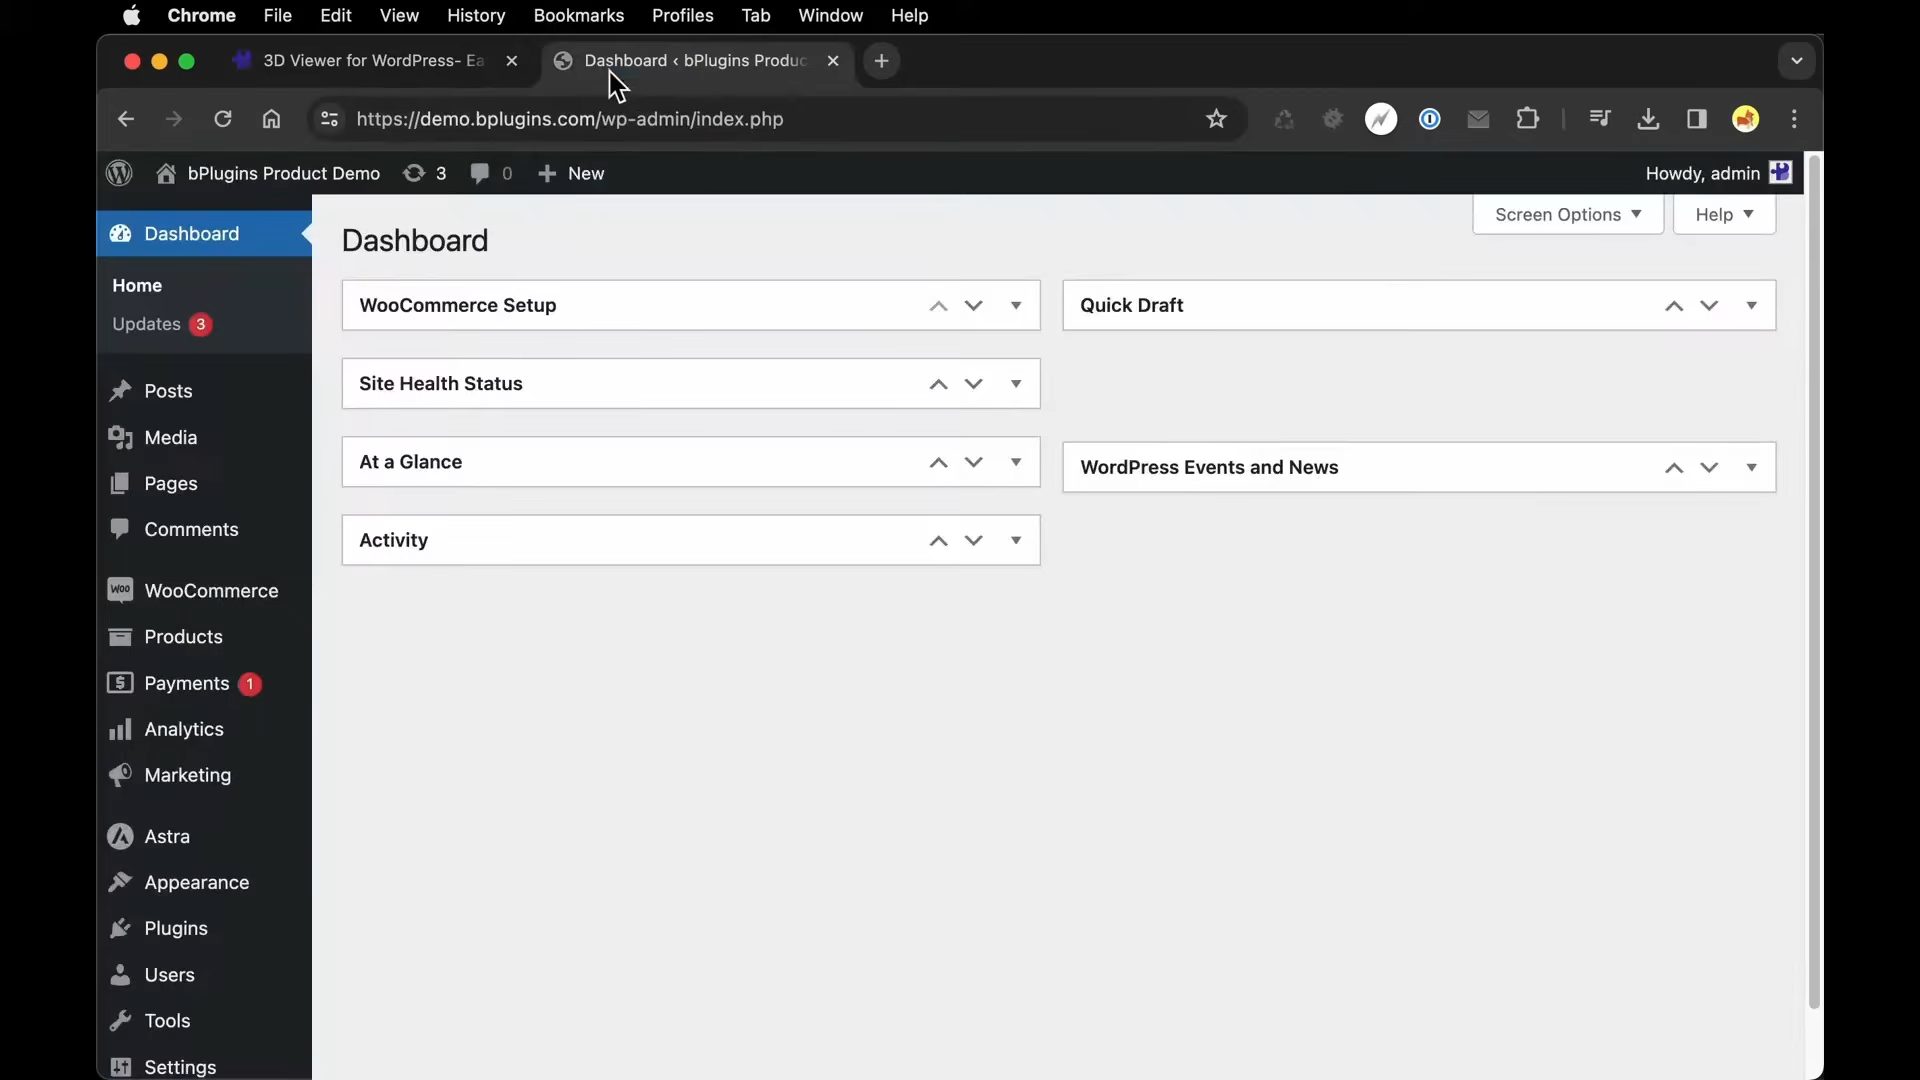 Chrome File Edit View History Bookmarks Profiles Tab Window Help
3D Viewer for WordPress- Ea
Dashboard ‹ bPlugins Produc
https://demo.bplugins.com/wp-admin/index.php
bPlugins Product Demo 3 0 New
Howdy, admin
Screen Options
Help
Dashboard
Home
Updates 3
Posts
Media
Pages
Comments
Woo WooCommerce
Products
Payments 1
Analytics
Marketing
Astra
Appearance
Plugins
Users
Tools
Settings
Dashboard
WooCommerce Setup
Site Health Status
At a Glance
Activity
Quick Draft
WordPress Events and News